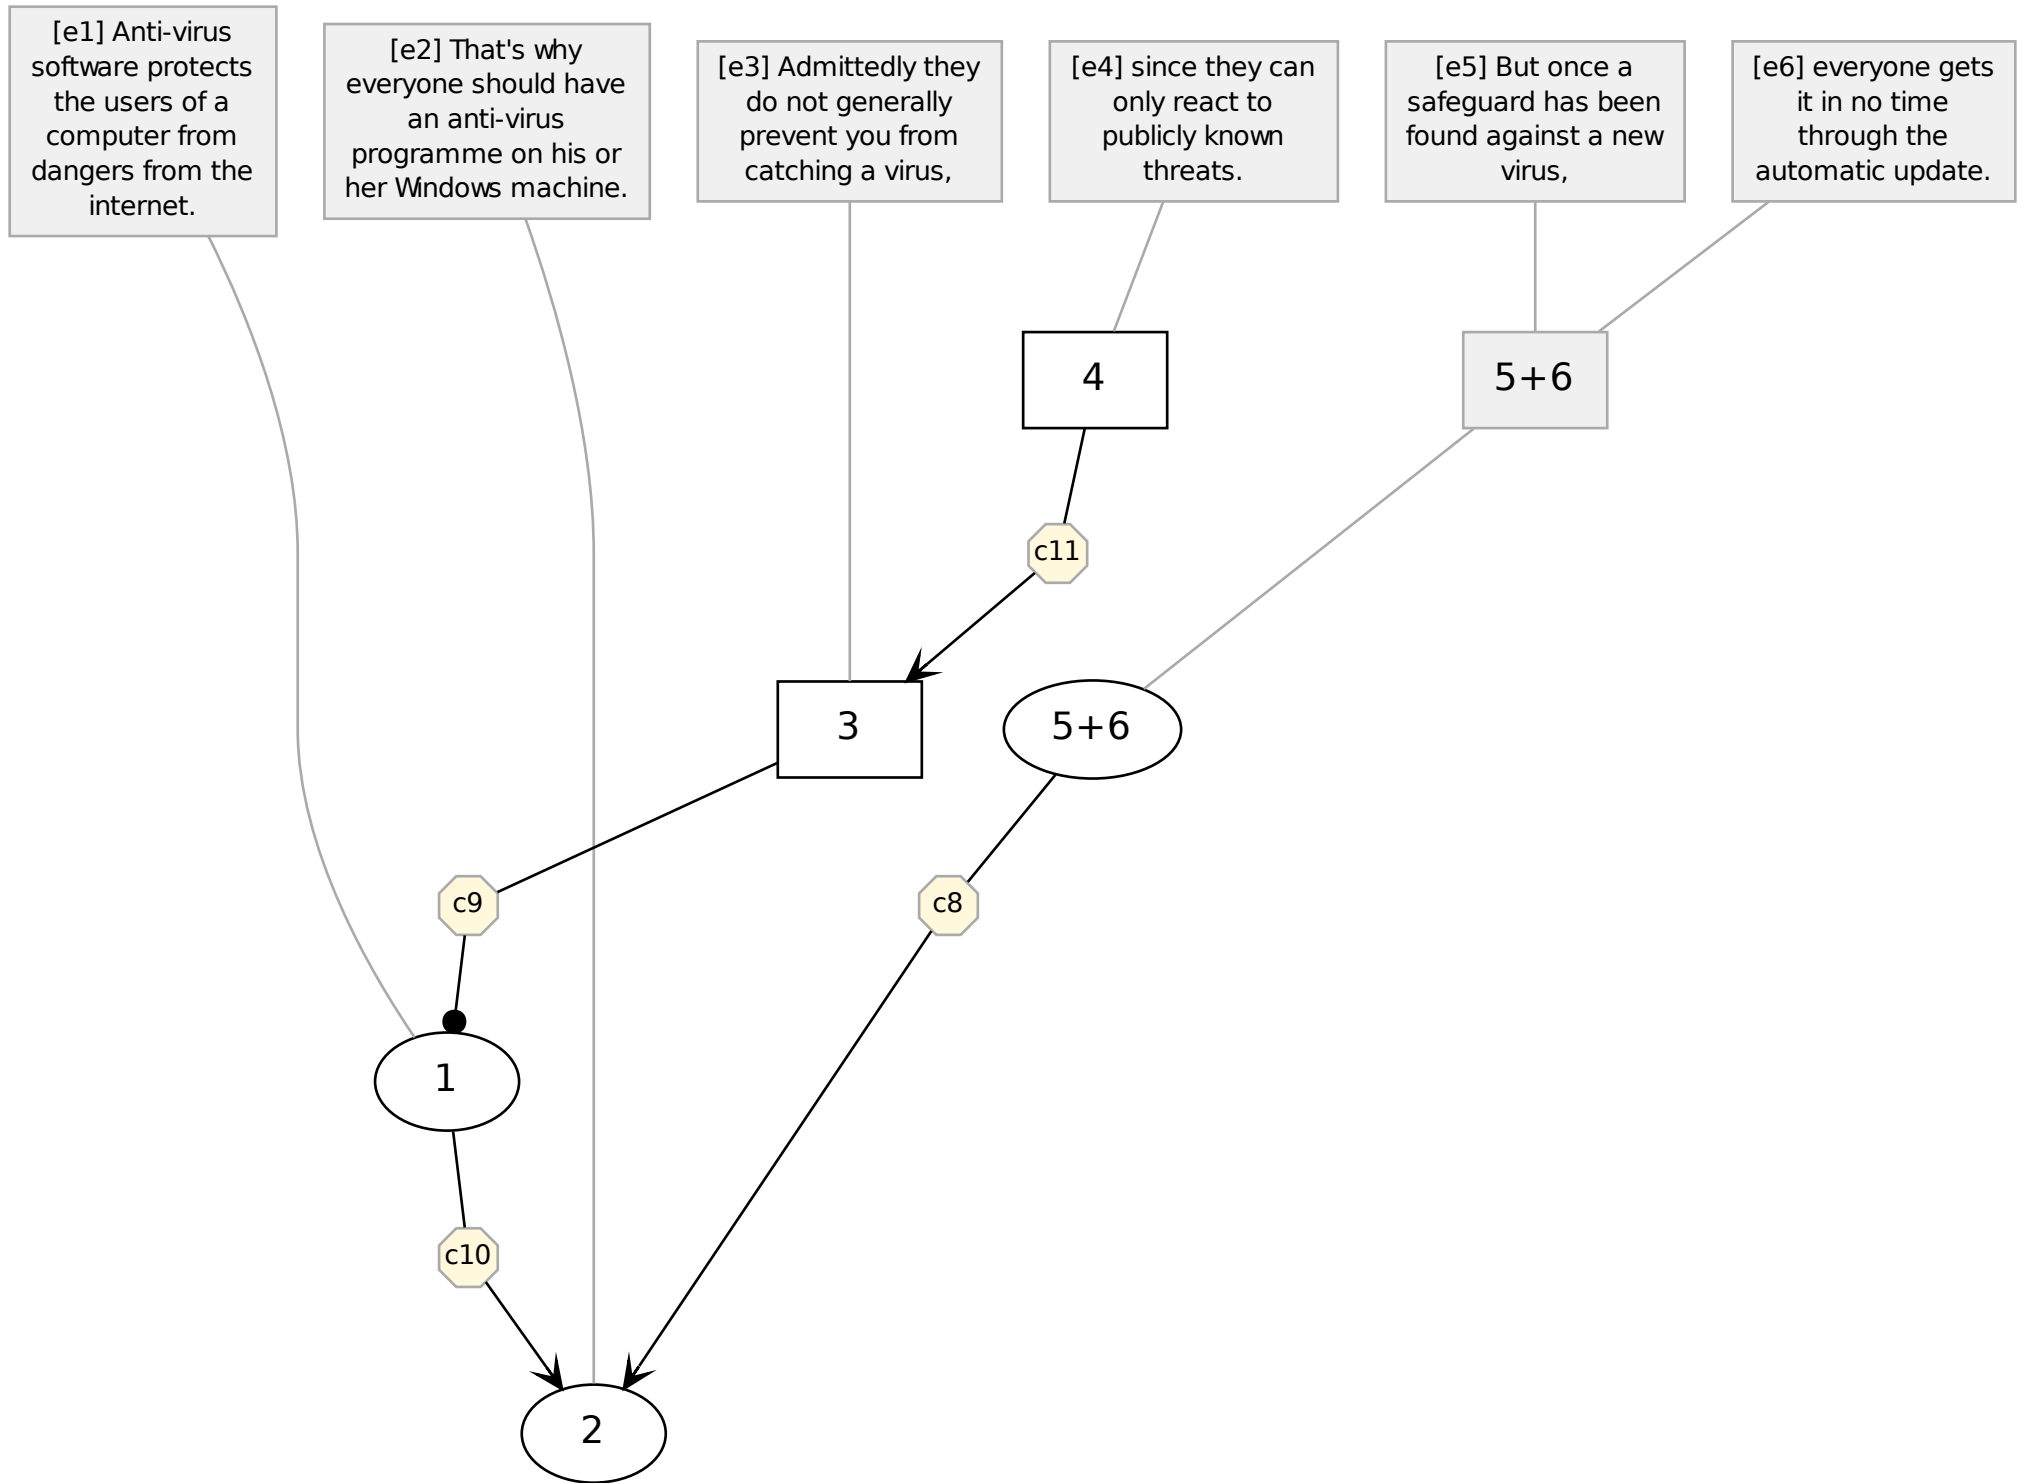 [e1] Anti-virus
software protects
the users of a
computer from
dangers from the
internet.
[e2] That's why
everyone should have
an anti-virus
programme on his or
her Windows machine.
[e3] Admittedly they
do not generally
prevent you from
catching a virus,
[e4] since they can
only react to
publicly known
threats.
[e5] But once a
safeguard has been
found against a new
virus,
[e6] everyone gets
it in no time
through the
automatic update.
4
5+6
c11
3
5+6
c9
c8
1
c10
2